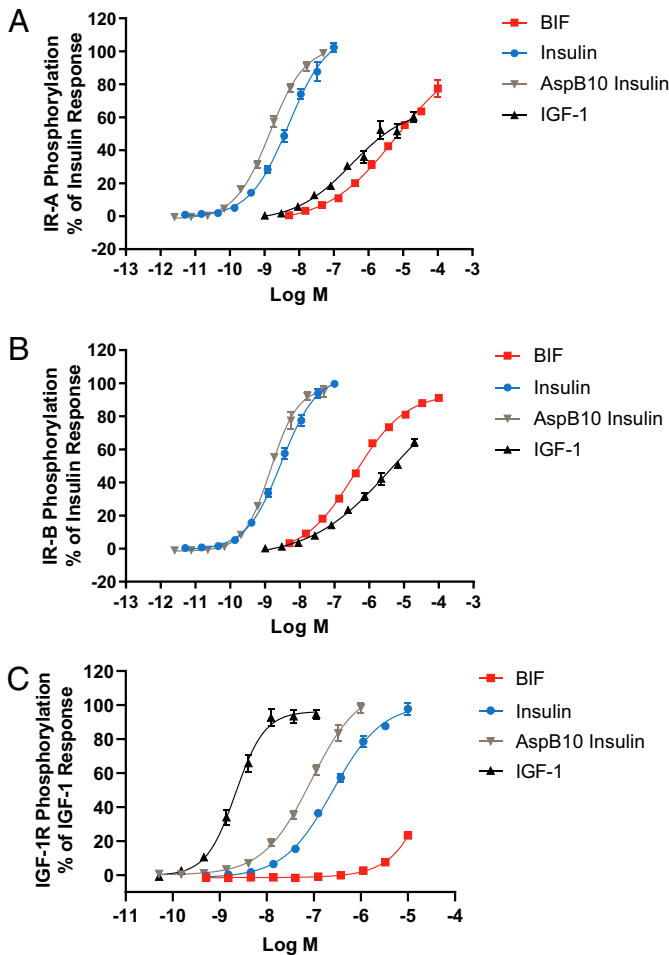 A
IR-A Phosphorylation
% of Insulin Response
120
100
80
60
40
20
0
-20
-13 -12 -11 -10 -9 -8 -7 -6 -5 -4 -3
Log M
BIF
Insulin
AspB10 Insulin
IGF-1
B
IR-B Phosphorylation
% of Insulin Response
120
100
80
60
40
20
0
-20
-13 -12 -11 -10 -9 -8 -7 -6 -5 -4 -3
Log M
BIF
Insulin
AspB10 Insulin
IGF-1
C
IGF-1R Phosphorylation
% of IGF-1 Response
120
100
80
60
40
20
0
-11 -10 -9 -8 -7 -6 -5 -4
Log M
BIF
Insulin
AspB10 Insulin
IGF-1